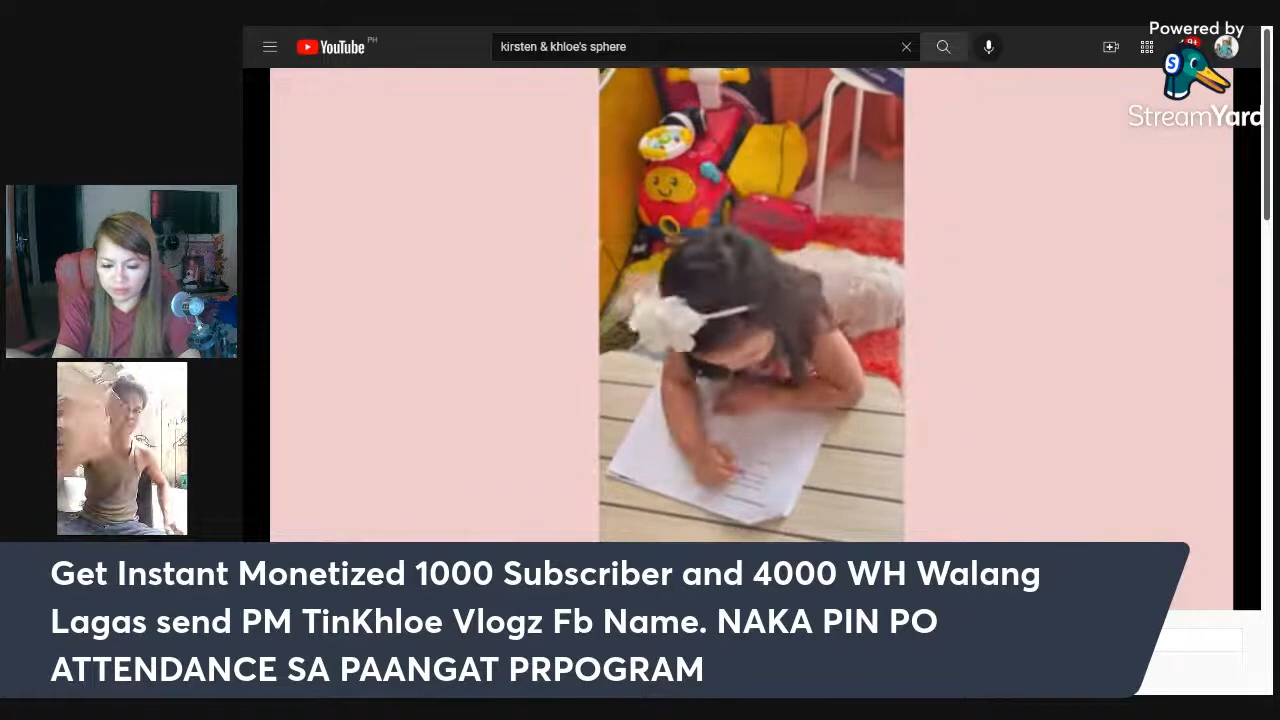 Powered by
YouTube PH
kirsten & khloe's sphere
9+
S
StreamYard
Get Instant Monetized 1000 Subscriber and 4000 WH Walang
Lagas send PM TinKhloe Vlogz Fb Name. NAKA PIN PO
ATTENDANCE SA PAANGAT PRPOGRAM